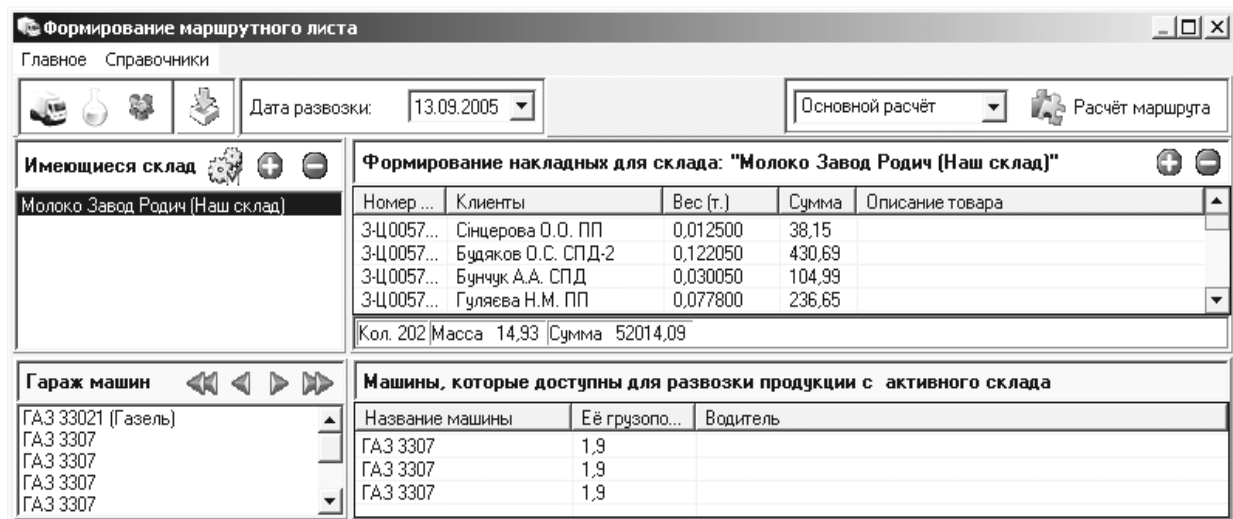 Формирование маршрутного листа
Главное Справочники
Дата развозки: 13.09.2005 Основной расчёт Расчёт маршрута
Имеющиеся склад
Молоко Завод Родич (Наш склад)
Формирование накладных для склада: "Молоко Завод Родич (Наш склад)"
Номер ... Клиенты Вес (т.) Сумма Описание товара
З-Ц0057... Сінцерова О.О. ПП 0,012500 38,15
З-Ц0057... Будяков О.С. СПД-2 0,122050 430,69
З-Ц0057... Бунчук А.А. СПД 0,030050 104,99
З-Ц0057... Гуляєва Н.М. ПП 0,077800 236,65
Кол. 202 Масса 14,93 Сумма 52014,09
Гараж машин
ГАЗ 33021 (Газель)
ГАЗ 3307
ГАЗ 3307
ГАЗ 3307
ГАЗ 3307
Машины, которые доступны для развозки продукции с активного склада
Название машины Её грузопо... Водитель
ГАЗ 3307 1,9
ГАЗ 3307 1,9
ГАЗ 3307 1,9